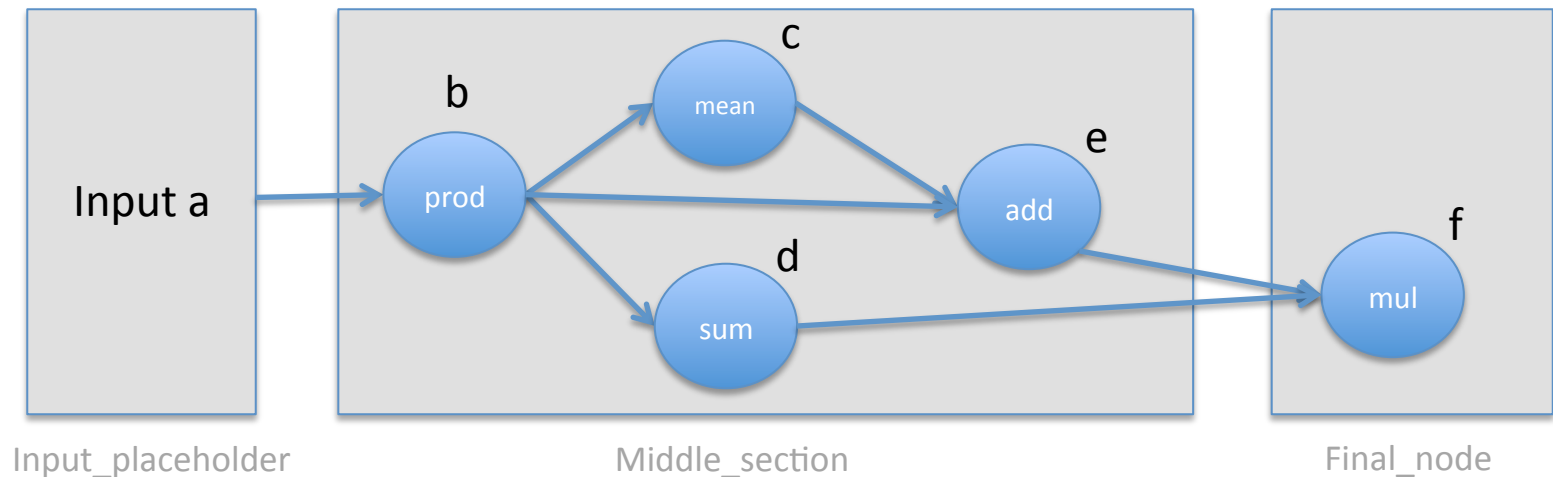 c
b
mean
e
Input a
prod
add
f
d
mul
sum
Input_placeholder
Middle_section
Final_node